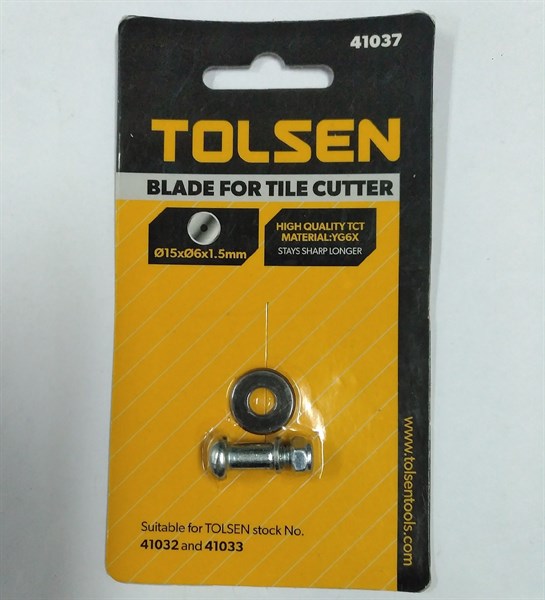 41037
TOLSEN
BLADE FOR TILE CUTTER
Ø15xØ6x1.5mm
HIGH QUALITY TCT
MATERIAL:YG6X
STAYS SHARP LONGER
www.tolsentools.com
Suitable for TOLSEN stock No.
41032 and 41033